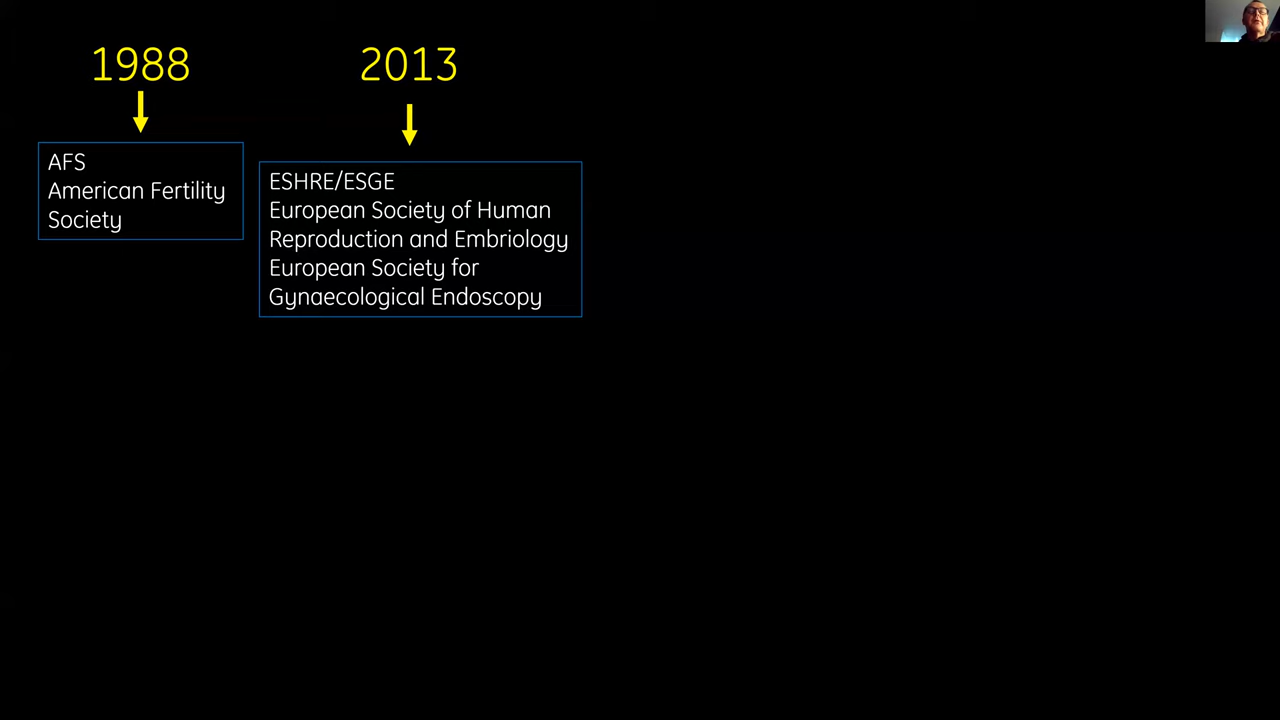 1988
AFS
American Fertility
Society
2013
ESHRE/ESGE
European Society of Human
Reproduction and Embriology
European Society for
Gynaecological Endoscopy